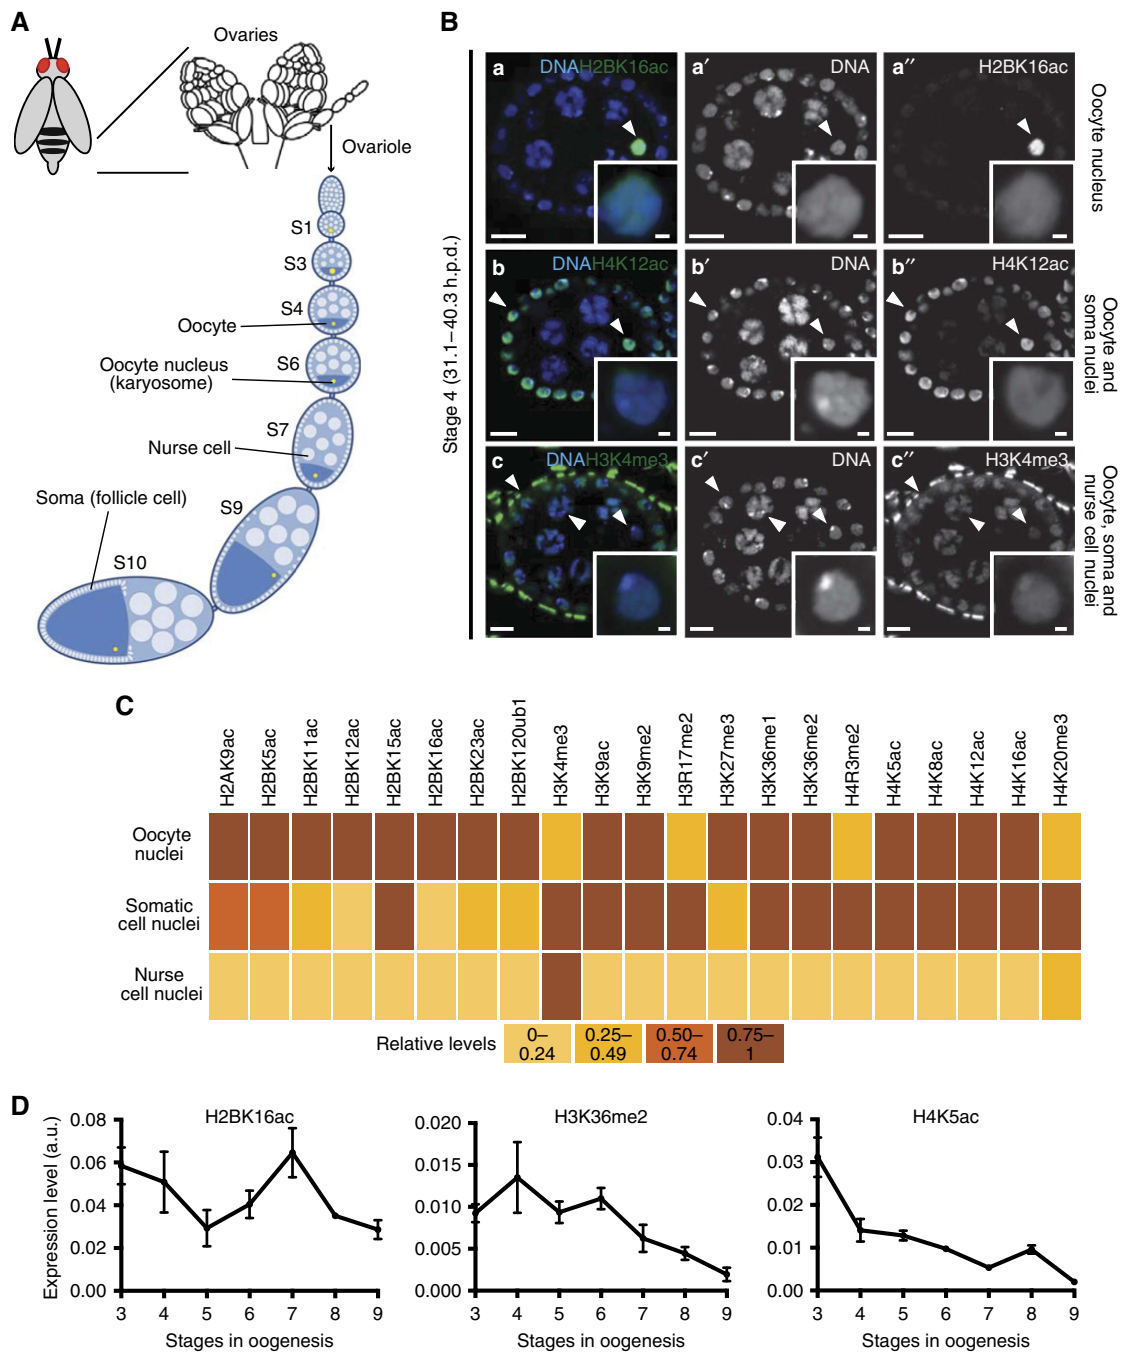 A
Ovaries
Ovariole
S1
S3
S4
Oocyte
S6
Oocyte nucleus
(karyosome)
S7
Nurse cell
Soma (follicle cell)
S9
S10
B
Stage 4 (31.1–40.3 h.p.d.)
a DNAH2BK16ac
a′ DNA
a″ H2BK16ac
Oocyte nucleus
b DNAH4K12ac
b′ DNA
b″ H4K12ac
Oocyte and
soma nuclei
c DNAH3K4me3
c′ DNA
c″ H3K4me3
Oocyte, soma and
nurse cell nuclei
C
H2AK9ac
H2BK5ac
H2BK11ac
H2BK12ac
H2BK15ac
H2BK16ac
H2BK23ac
H2BK120ub1
H3K4me3
H3K9ac
H3K9me2
H3R17me2
H3K27me3
H3K36me1
H3K36me2
H4R3me2
H4K5ac
H4K8ac
H4K12ac
H4K16ac
H4K20me3
Oocyte
nuclei
Somatic
cell nuclei
Nurse
cell nuclei
Relative levels
0–
0.24
0.25–
0.49
0.50–
0.74
0.75–
1
D
Expression level (a.u.)
H2BK16ac
0.08
0.06
0.04
0.02
0.00
3 4 5 6 7 8 9
Stages in oogenesis
H3K36me2
0.020
0.015
0.010
0.005
0.000
3 4 5 6 7 8 9
Stages in oogenesis
H4K5ac
0.04
0.03
0.02
0.01
0.00
3 4 5 6 7 8 9
Stages in oogenesis